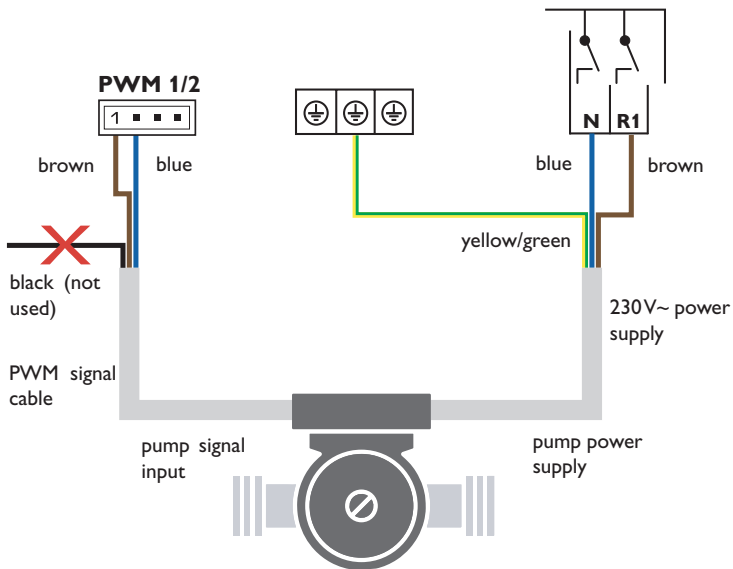 PWM 1/2
1
N R1
brown
blue
blue
brown
yellow/green
black (not
used)
230V~ power
supply
PWM signal
cable
pump signal
input
pump power
supply